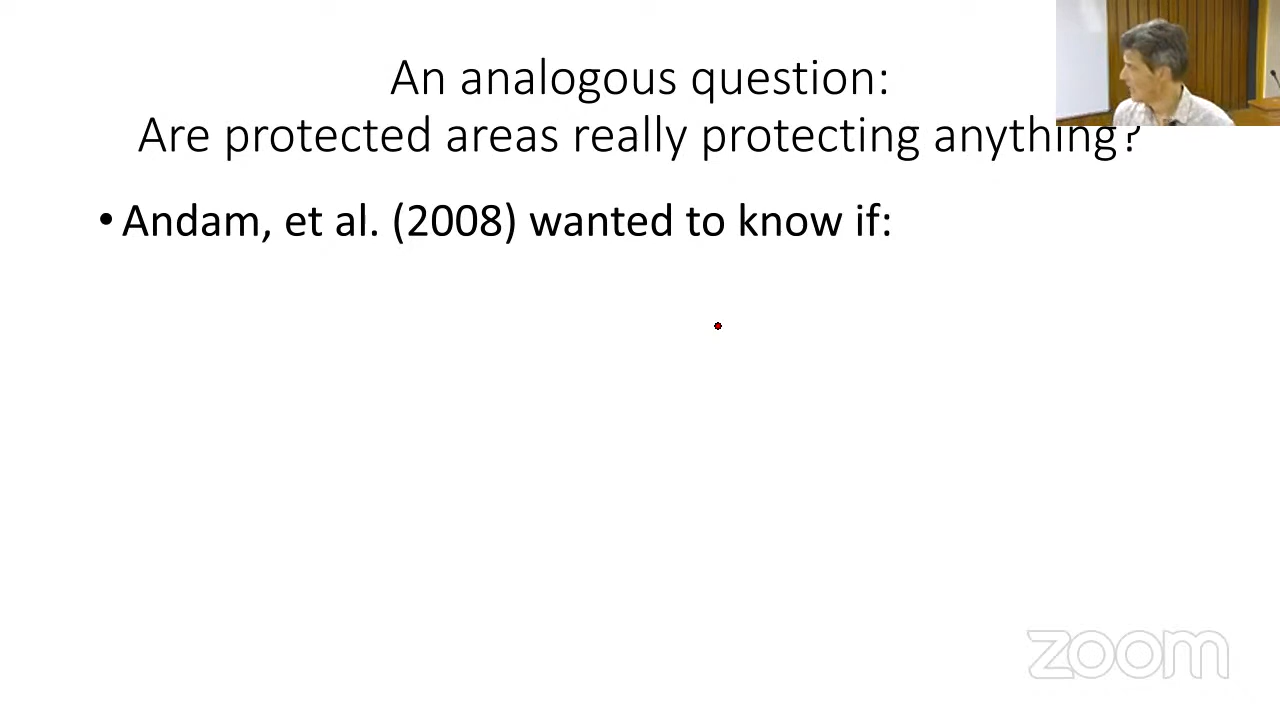 An analogous question:
Are protected areas really protecting anything?
• Andam, et al. (2008) wanted to know if:
zoom